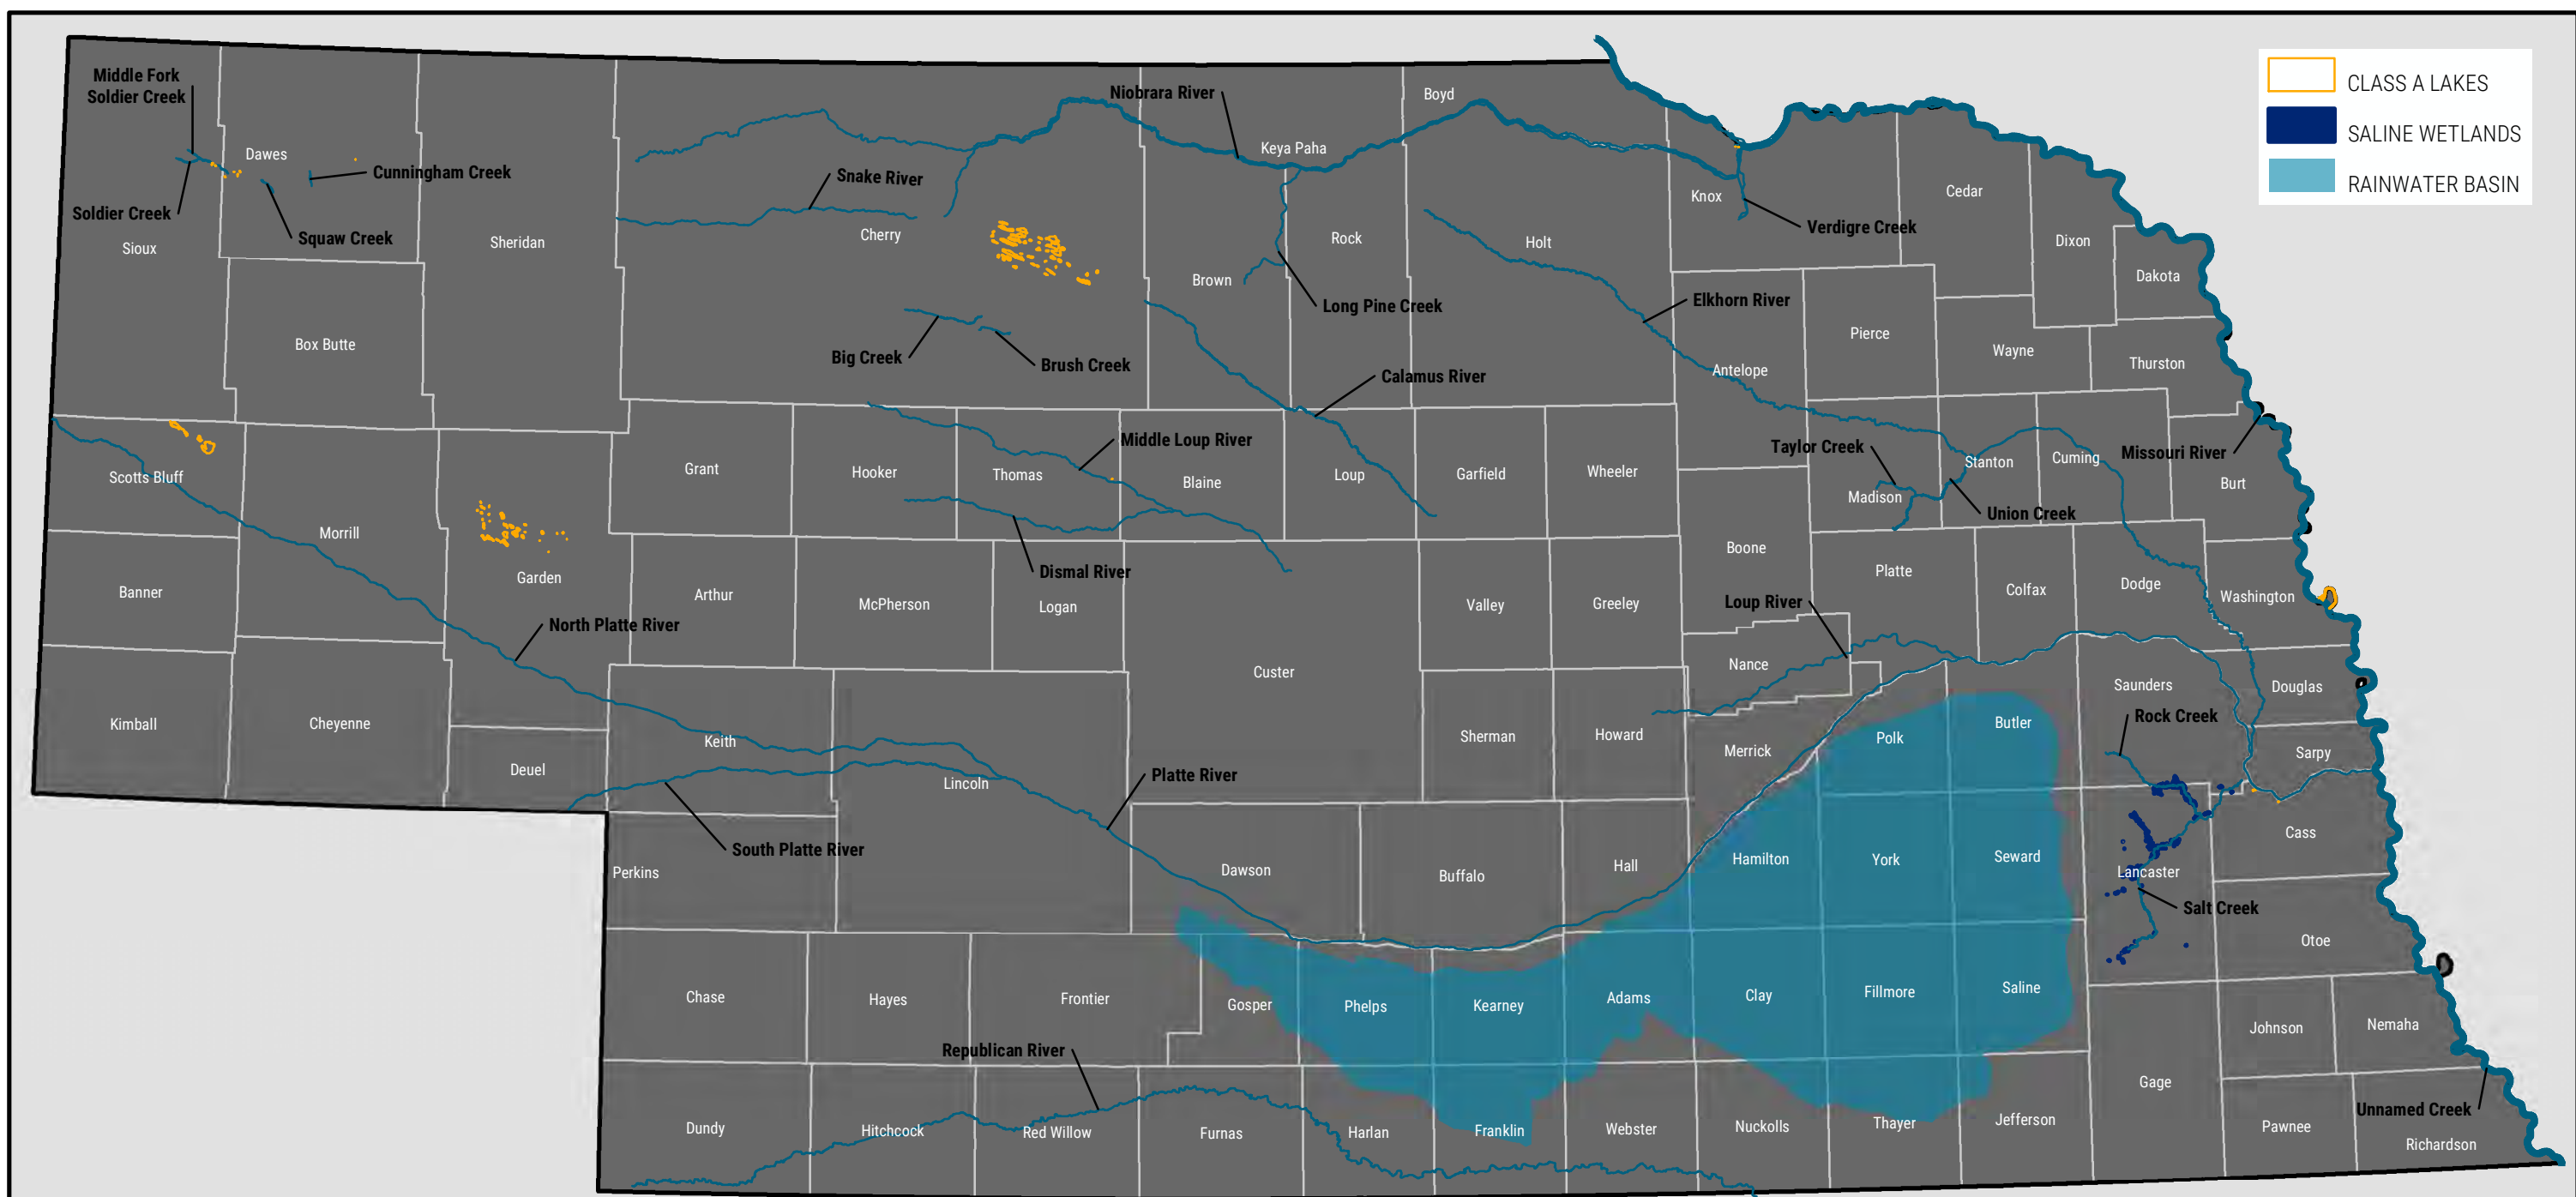 CLASS A LAKES
SALINE WETLANDS
RAINWATER BASIN
Middle Fork
Soldier Creek
Dawes
Cunningham Creek
Soldier Creek
Squaw Creek
Sioux
Sheridan
Box Butte
Snake River
Cherry
Niobrara River
Keya Paha
Boyd
Brown
Rock
Holt
Long Pine Creek
Big Creek
Brush Creek
Calamus River
Knox
Verdigre Creek
Cedar
Dixon
Dakota
Elkhorn River
Antelope
Pierce
Wayne
Thurston
Scotts Bluff
Morrill
Garden
Grant
Hooker
Thomas
Middle Loup River
Blaine
Loup
Garfield
Wheeler
Taylor Creek
Madison
Stanton
Union Creek
Cuming
Missouri River
Burt
Banner
North Platte River
Arthur
McPherson
Logan
Dismal River
Custer
Valley
Greeley
Boone
Loup River
Platte
Colfax
Dodge
Washington
Kimball
Cheyenne
Deuel
Keith
Lincoln
South Platte River
Platte River
Sherman
Howard
Nance
Merrick
Polk
Butler
Saunders
Rock Creek
Douglas
Sarpy
Perkins
Dawson
Buffalo
Hall
Hamilton
York
Seward
Lancaster
Salt Creek
Cass
Otoe
Chase
Hayes
Frontier
Gosper
Phelps
Kearney
Adams
Clay
Fillmore
Saline
Johnson
Nemaha
Republican River
Dundy
Hitchcock
Red Willow
Furnas
Harlan
Franklin
Webster
Nuckolls
Thayer
Jefferson
Gage
Pawnee
Unnamed Creek
Richardson